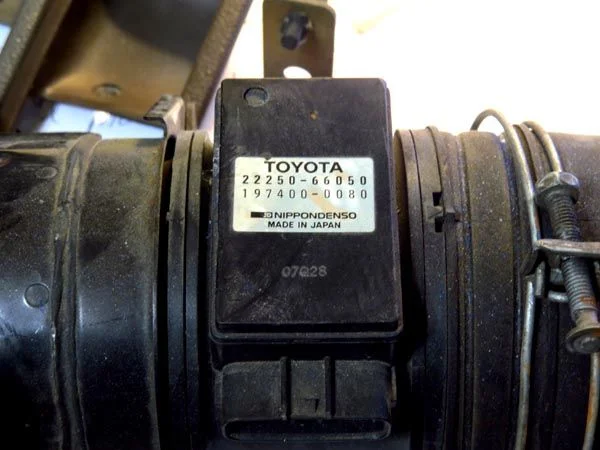 TOYOTA
22250-66050
197400-0080
NIPPONDENSO
MADE IN JAPAN
07Q28